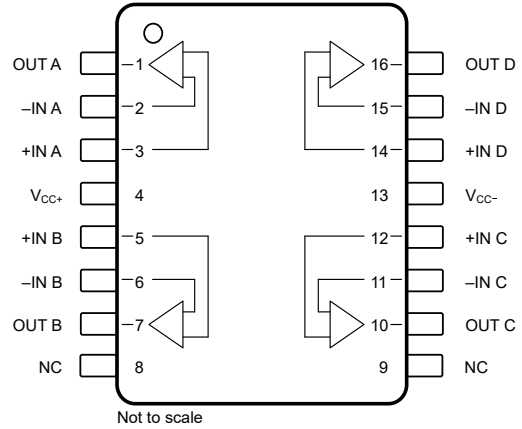 OUT A 1 16 OUT D
–IN A 2 15 –IN D
+IN A 3 14 +IN D
VCC+ 4 13 VCC–
+IN B 5 12 +IN C
–IN B 6 11 –IN C
OUT B 7 10 OUT C
NC 8 9 NC
Not to scale